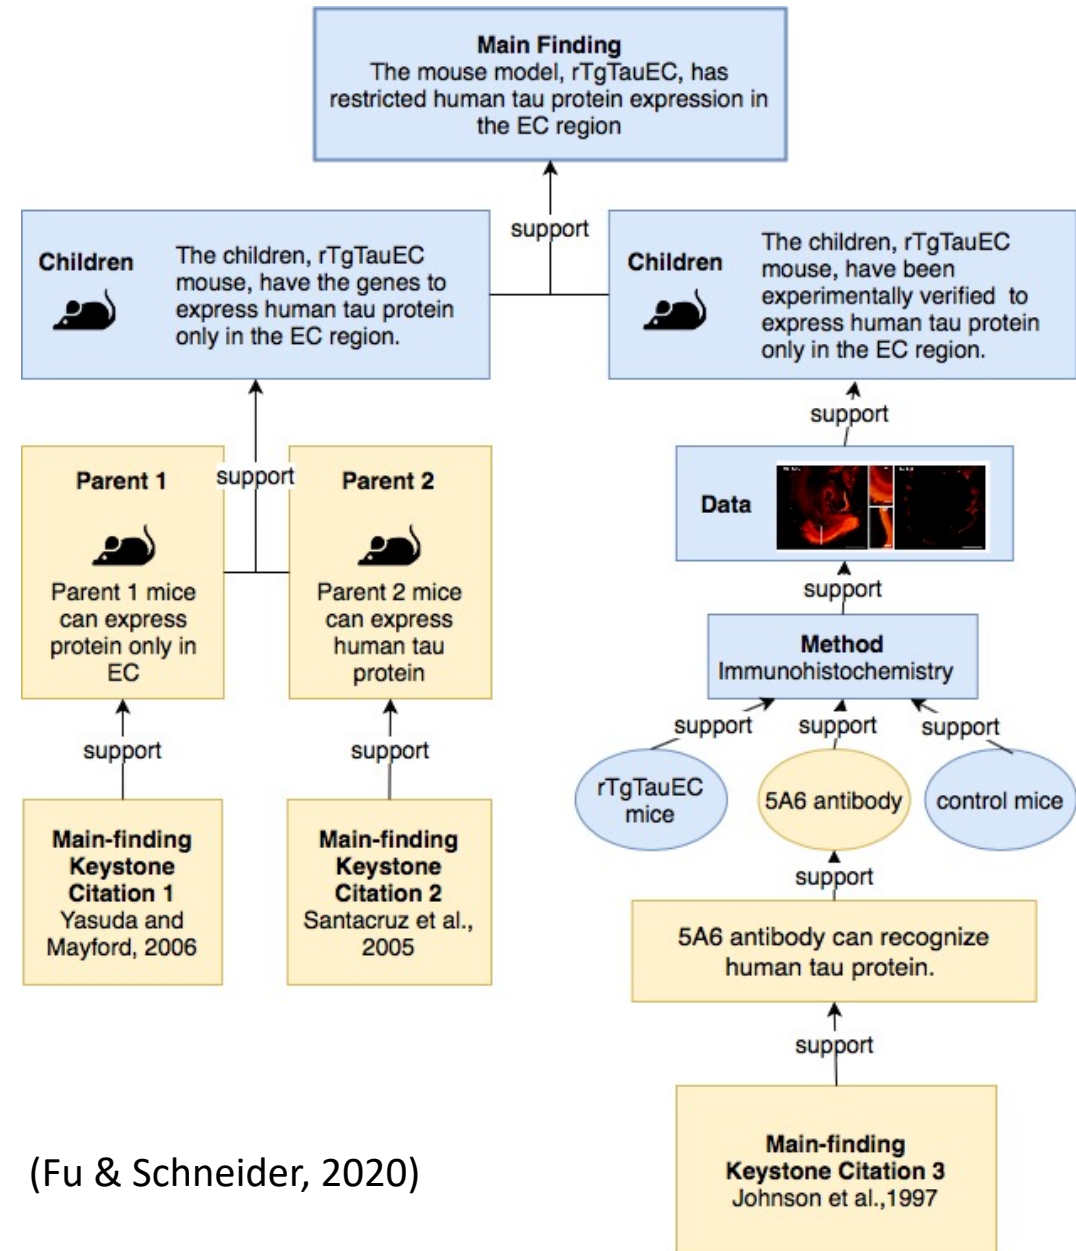 Main Finding
The mouse model, rTgTauEC, has
restricted human tau protein expression in
the EC region
support
Children
The children, rTgTauEC
mouse, have the genes to
express human tau protein
only in the EC region.
Children
The children, rTgTauEC
mouse, have been
experimentally verified to
express human tau protein
only in the EC region.
support
Parent 1
Parent 1 mice
can express
protein only in
EC
Parent 2
Parent 2 mice
can express
human tau
protein
support
Data
support
Method
Immunohistochemistry
support
support
support
rTgTauEC
mice
5A6 antibody
control mice
support
support
Main-finding
Keystone
Citation 1
Yasuda and
Mayford, 2006
Main-finding
Keystone
Citation 2
Santacruz et al.,
2005
support
5A6 antibody can recognize
human tau protein.
support
Main-finding
Keystone Citation 3
Johnson et al.,1997
(Fu & Schneider, 2020)